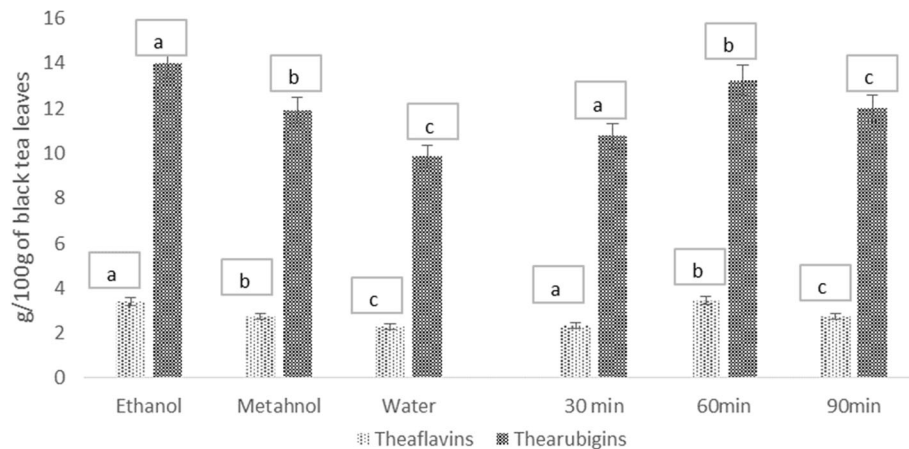 g/100g of black tea leaves
16
14
12
10
8
6
4
2
0
a
b
c
a
b
c
a
b
c
a
b
c
Ethanol Metahnol Water 30 min 60min 90min
Theaflavins Thearubigins